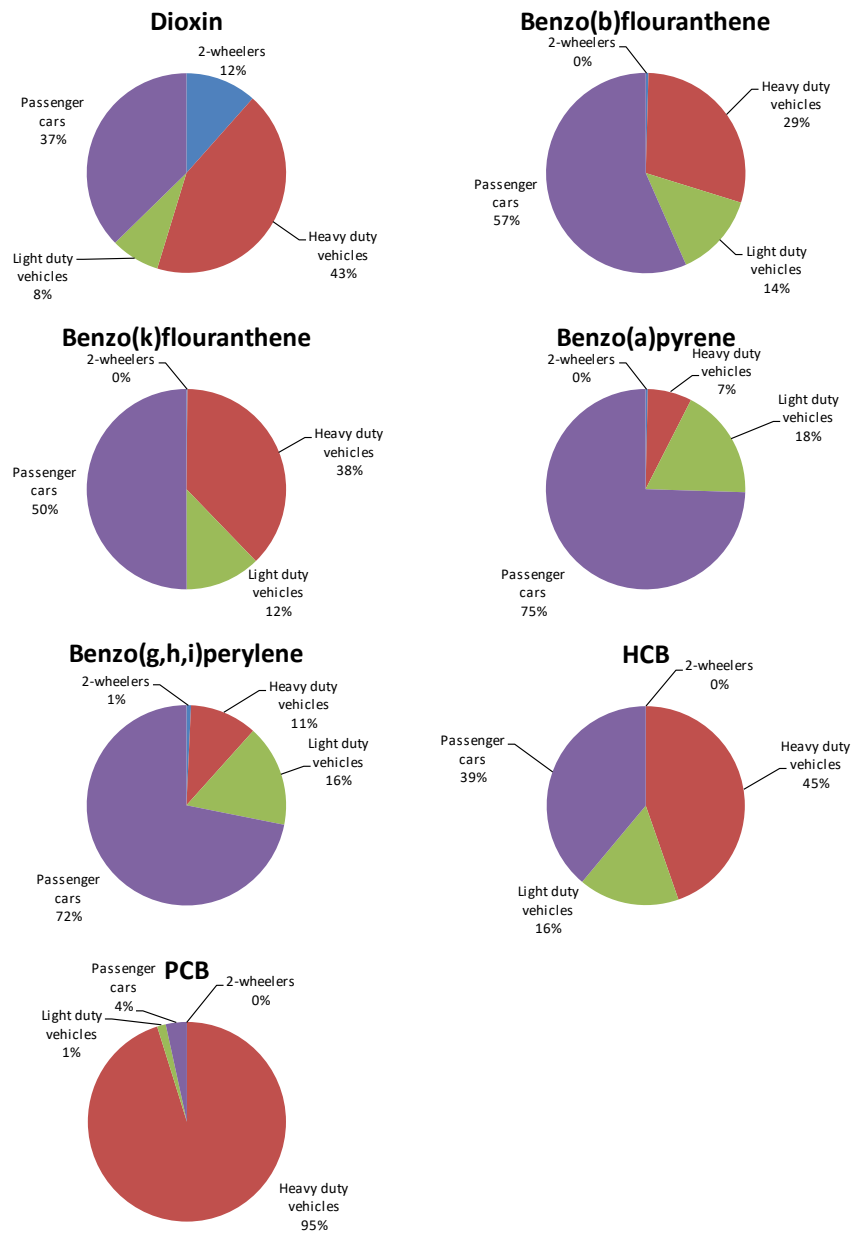 Dioxin
2-wheelers
12%
Heavy duty
vehicles
43%
Light duty
vehicles
8%
Passenger
cars
37%
Benzo(b)flouranthene
2-wheelers
0%
Heavy duty
vehicles
29%
Light duty
vehicles
14%
Passenger
cars
57%
Benzo(k)flouranthene
2-wheelers
0%
Heavy duty
vehicles
38%
Light duty
vehicles
12%
Passenger
cars
50%
Benzo(a)pyrene
2-wheelers
0%
Heavy duty
vehicles
7%
Light duty
vehicles
18%
Passenger
cars
75%
Benzo(g,h,i)perylene
2-wheelers
1%
Heavy duty
vehicles
11%
Light duty
vehicles
16%
Passenger
cars
72%
HCB
2-wheelers
0%
Heavy duty
vehicles
45%
Light duty
vehicles
16%
Passenger
cars
39%
PCB
2-wheelers
0%
Heavy duty
vehicles
95%
Light duty
vehicles
1%
Passenger
cars
4%